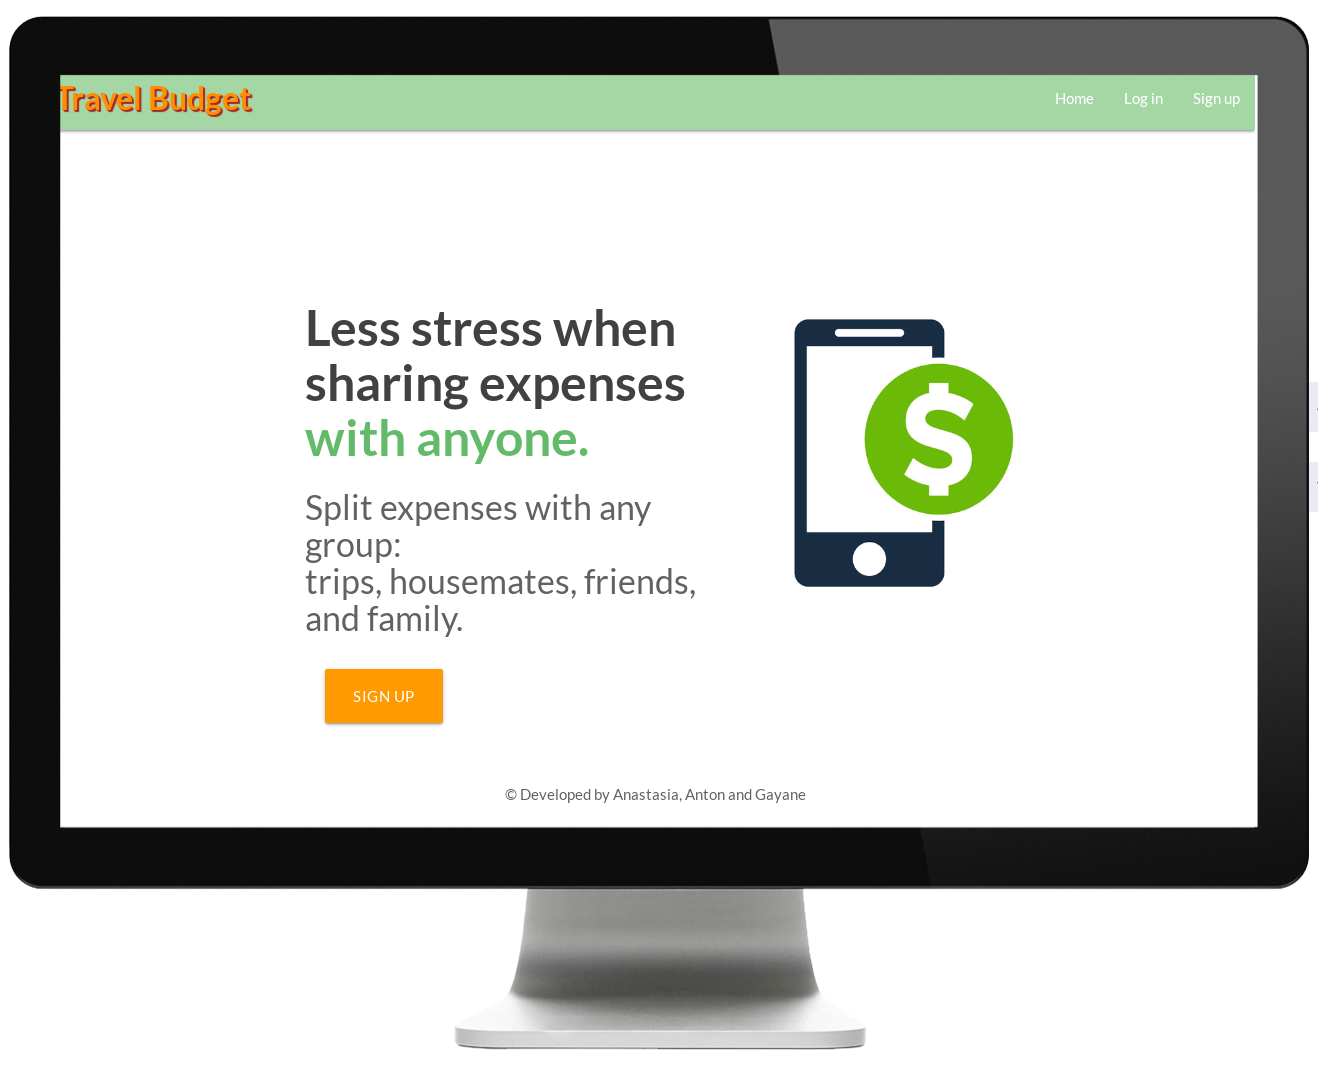 Travel Budget
Home
Log in
Sign up
Less stress when
sharing expenses
with anyone.
Split expenses with any
group:
trips, housemates, friends,
and family.
SIGN UP
© Developed by Anastasia, Anton and Gayane